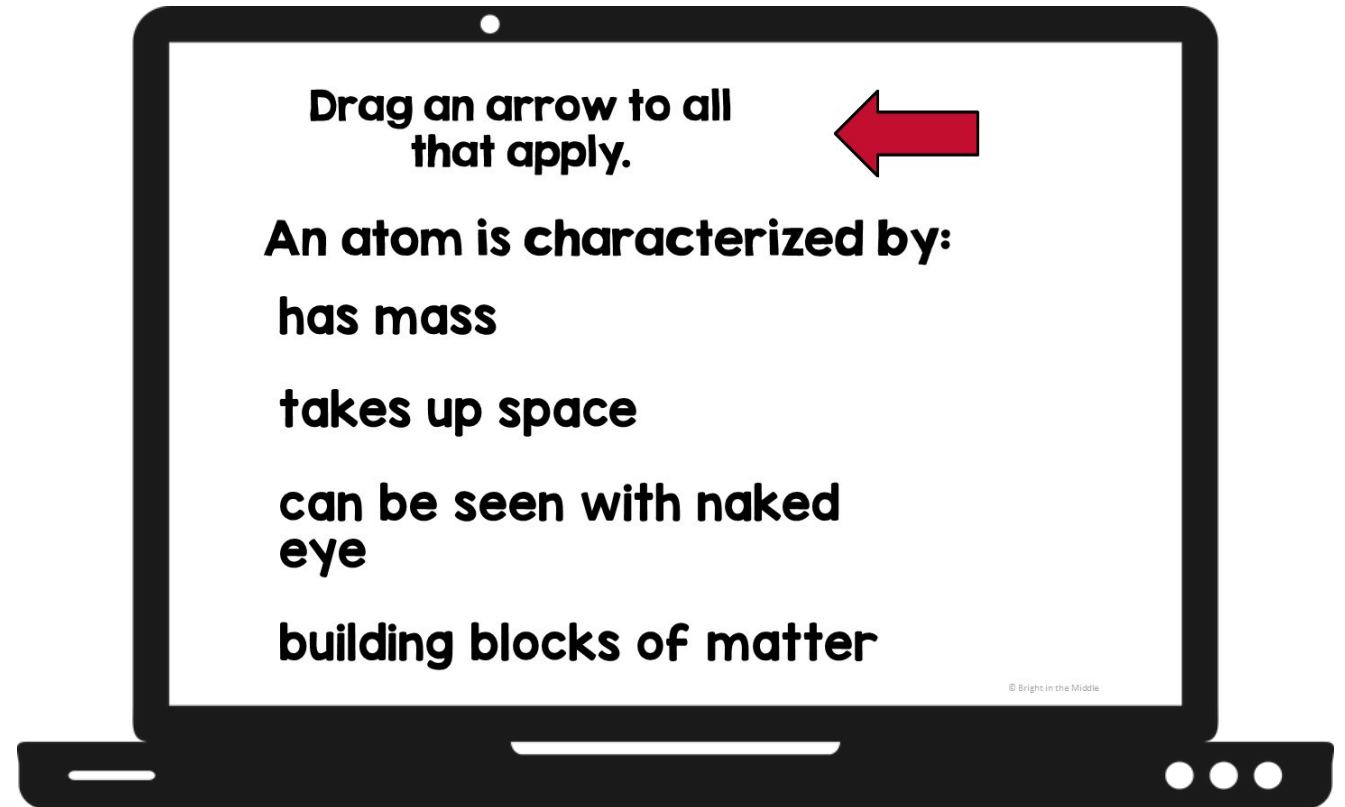 Drag an arrow to all
that apply.
An atom is characterized by:
has mass
takes up space
can be seen with naked
eye
building blocks of matter
© Bright in the Middle